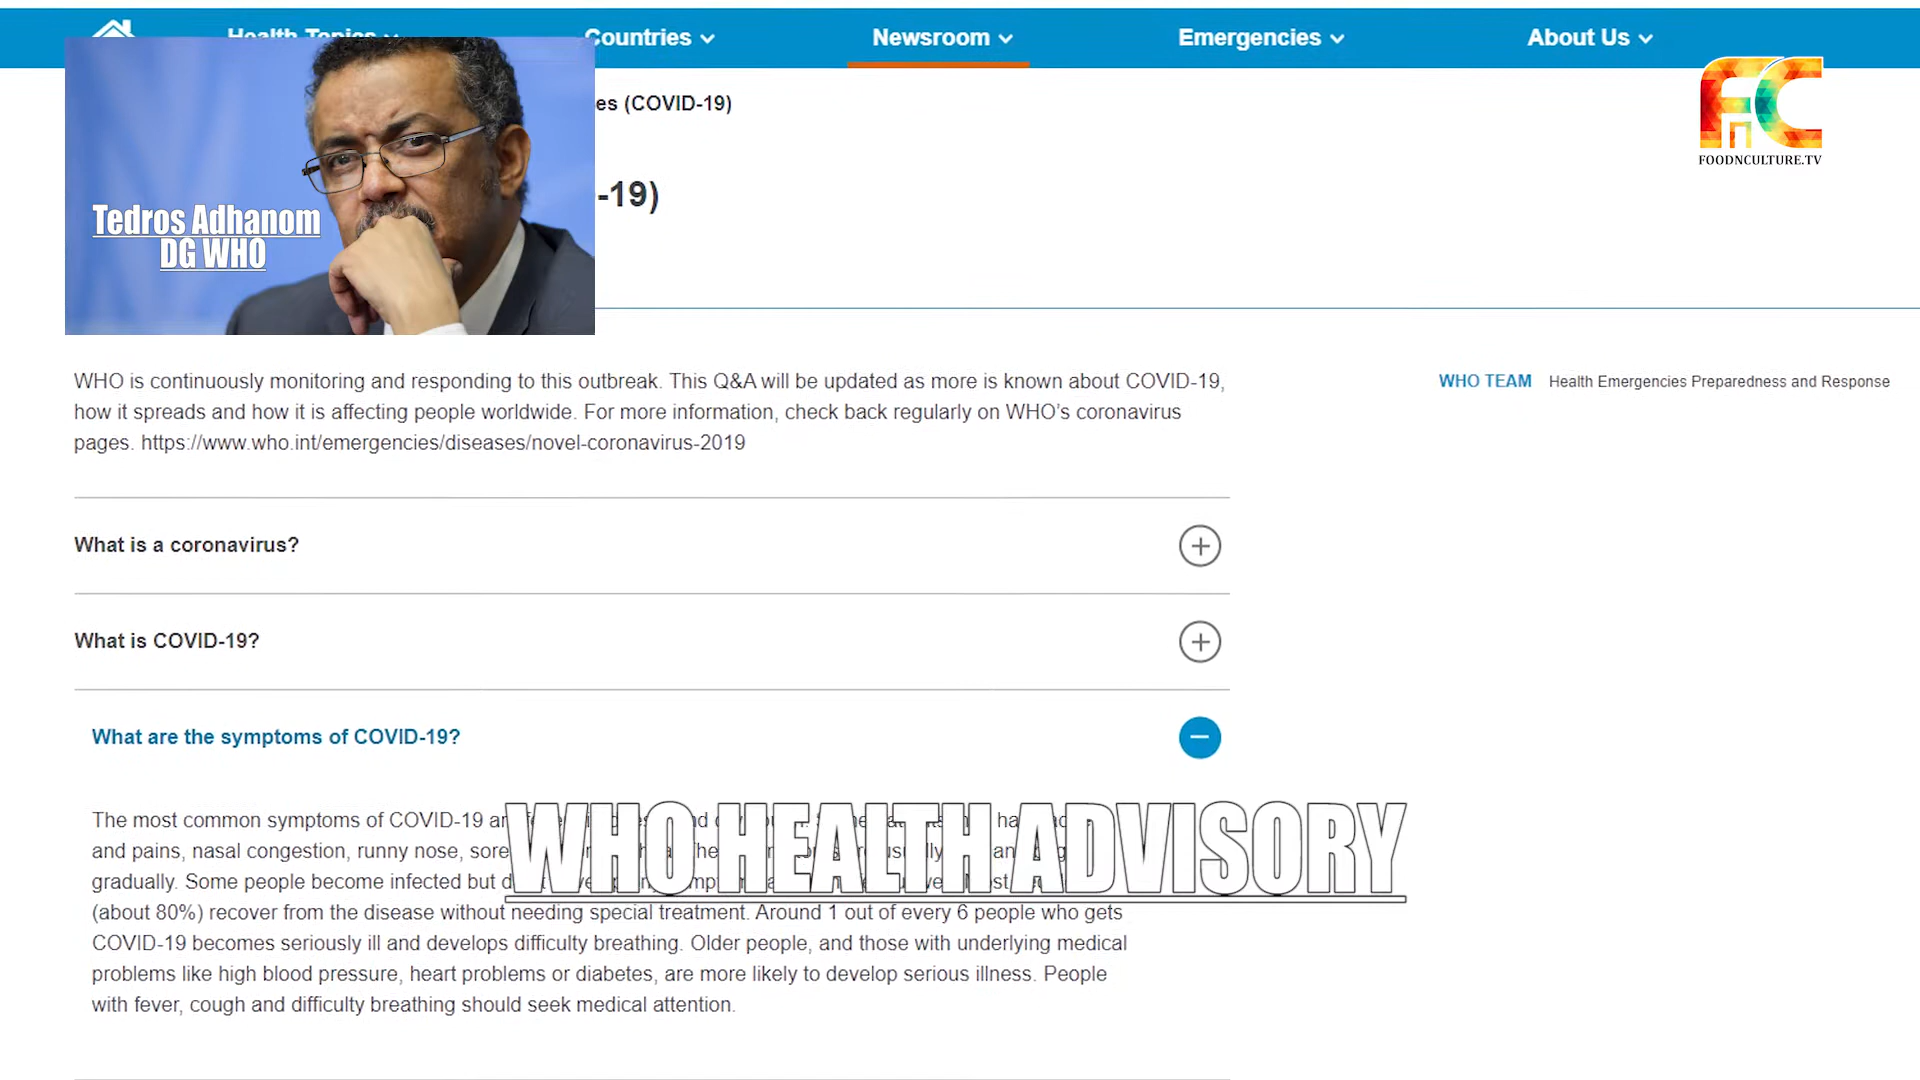 Health Topics
Countries
Newsroom
Emergencies
About Us
FC
FOODNCULTURE.TV
es (COVID-19)
-19)
Tedros Adhanom
DG WHO
WHO is continuously monitoring and responding to this outbreak. This Q&A will be updated as more is known about COVID-19,
how it spreads and how it is affecting people worldwide. For more information, check back regularly on WHO's coronavirus
pages. https://www.who.int/emergencies/diseases/novel-coronavirus-2019
WHO TEAM Health Emergencies Preparedness and Response
What is a coronavirus?
What is COVID-19?
What are the symptoms of COVID-19?
The most common symptoms of COVID-19
and pains, nasal congestion, runny nose, sore
gradually. Some people become infected but
(about 80%) recover from the disease without needing special treatment. Around 1 out of every 6 people who gets
COVID-19 becomes seriously ill and develops difficulty breathing. Older people, and those with underlying medical
problems like high blood pressure, heart problems or diabetes, are more likely to develop serious illness. People
with fever, cough and difficulty breathing should seek medical attention.
WHO HEALTH ADVISORY